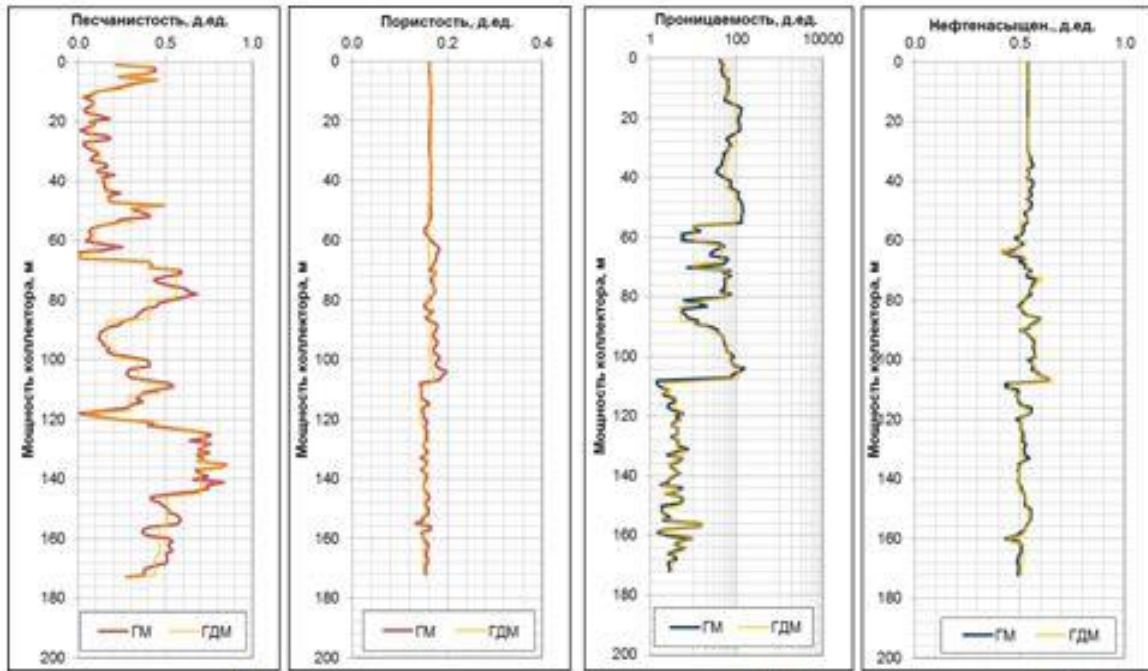 Песчанистость, д.ед.
0.0 0.5 1.0
0
20
40
60
80
100
120
140
160
180
200
Мощность коллектора, м
ГМ ГДМ
Пористость, д.ед.
0.0 0.2 0.4
0
20
40
60
80
100
120
140
160
180
200
Мощность коллектора, м
ГМ ГДМ
Проницаемость, д.ед.
1 100 10000
0
20
40
60
80
100
120
140
160
180
200
Мощность коллектора, м
ГМ ГДМ
Нефтенасыщен., д.ед.
0.0 0.5 1.0
0
20
40
60
80
100
120
140
160
180
200
Мощность коллектора, м
ГМ ГДМ